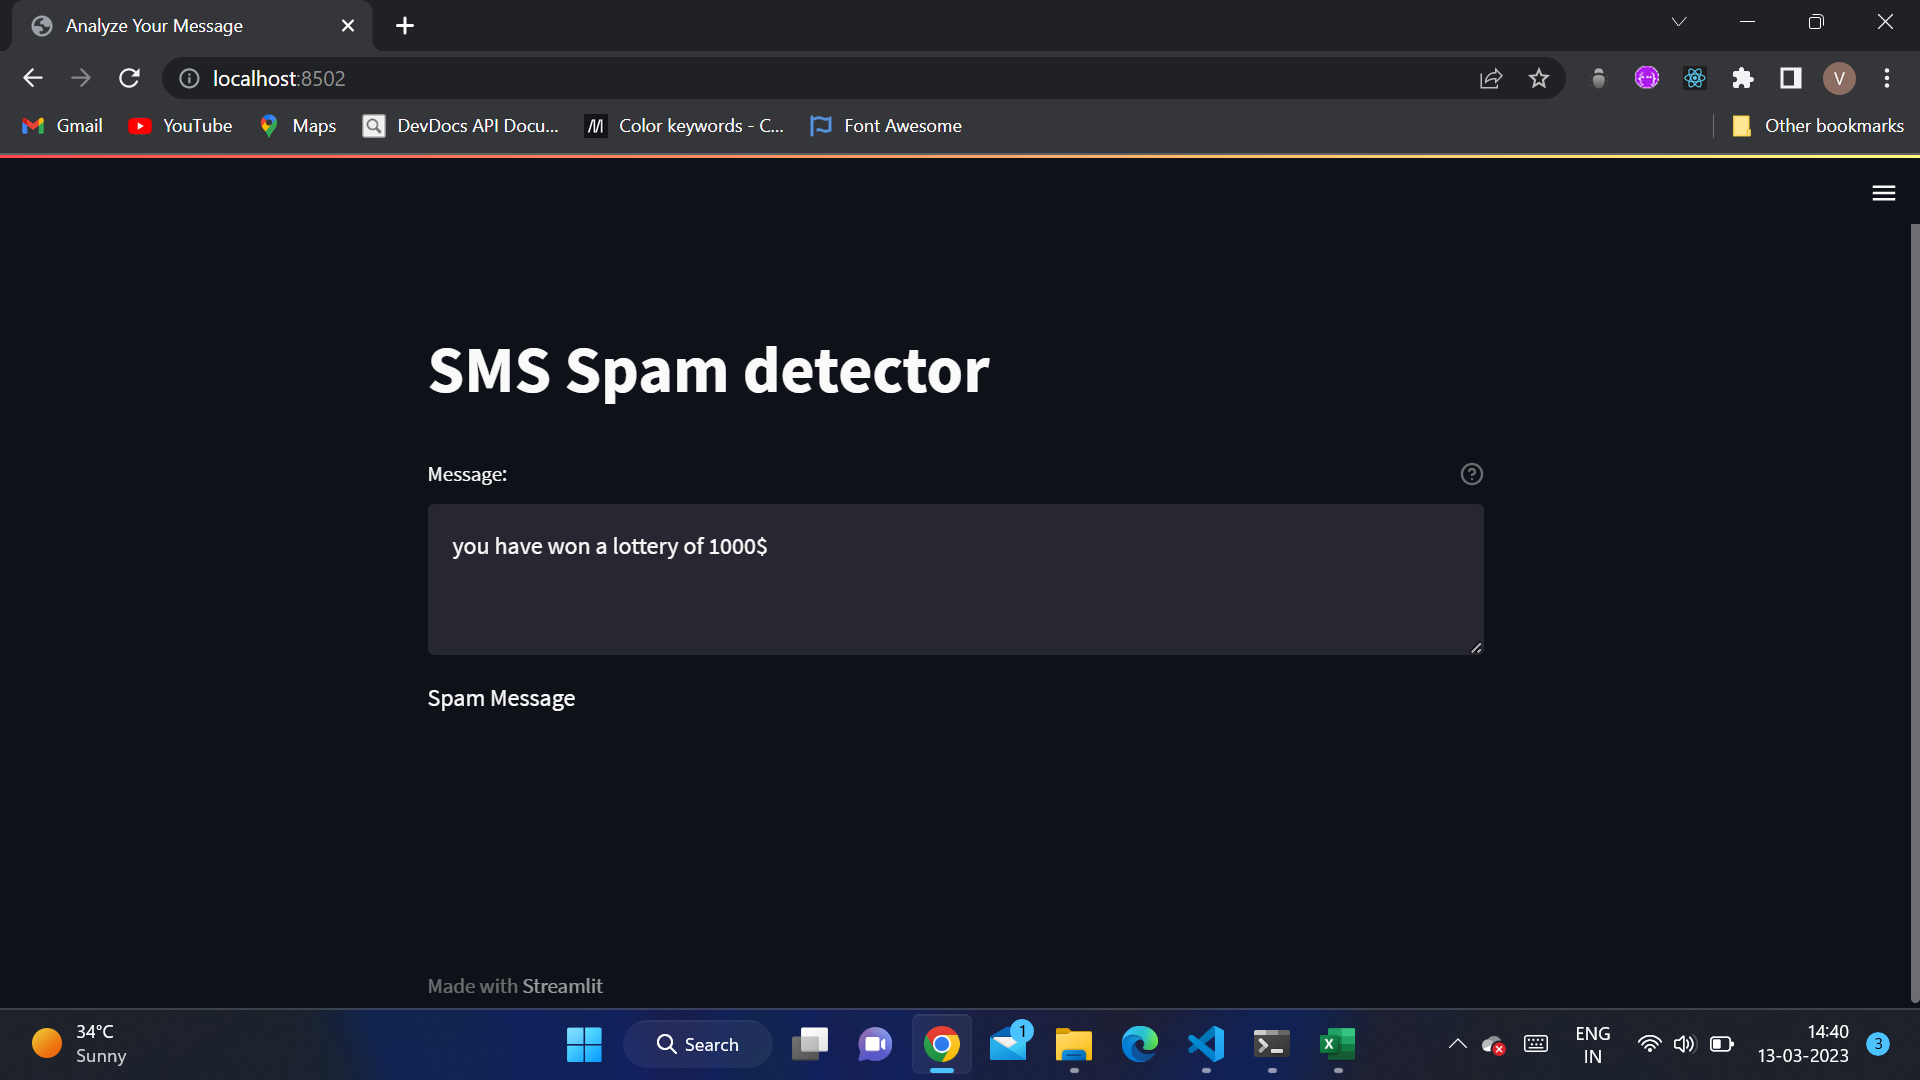 Analyze Your Message
localhost:8502
V
Gmail
YouTube
Maps
DevDocs API Docu...
M
Color keywords - C...
Font Awesome
Other bookmarks
SMS Spam detector
Message:
you have won a lottery of 1000$
Spam Message
Made with Streamlit
34°C
Sunny
Search
1
X
ENG
IN
14:40
13-03-2023
3